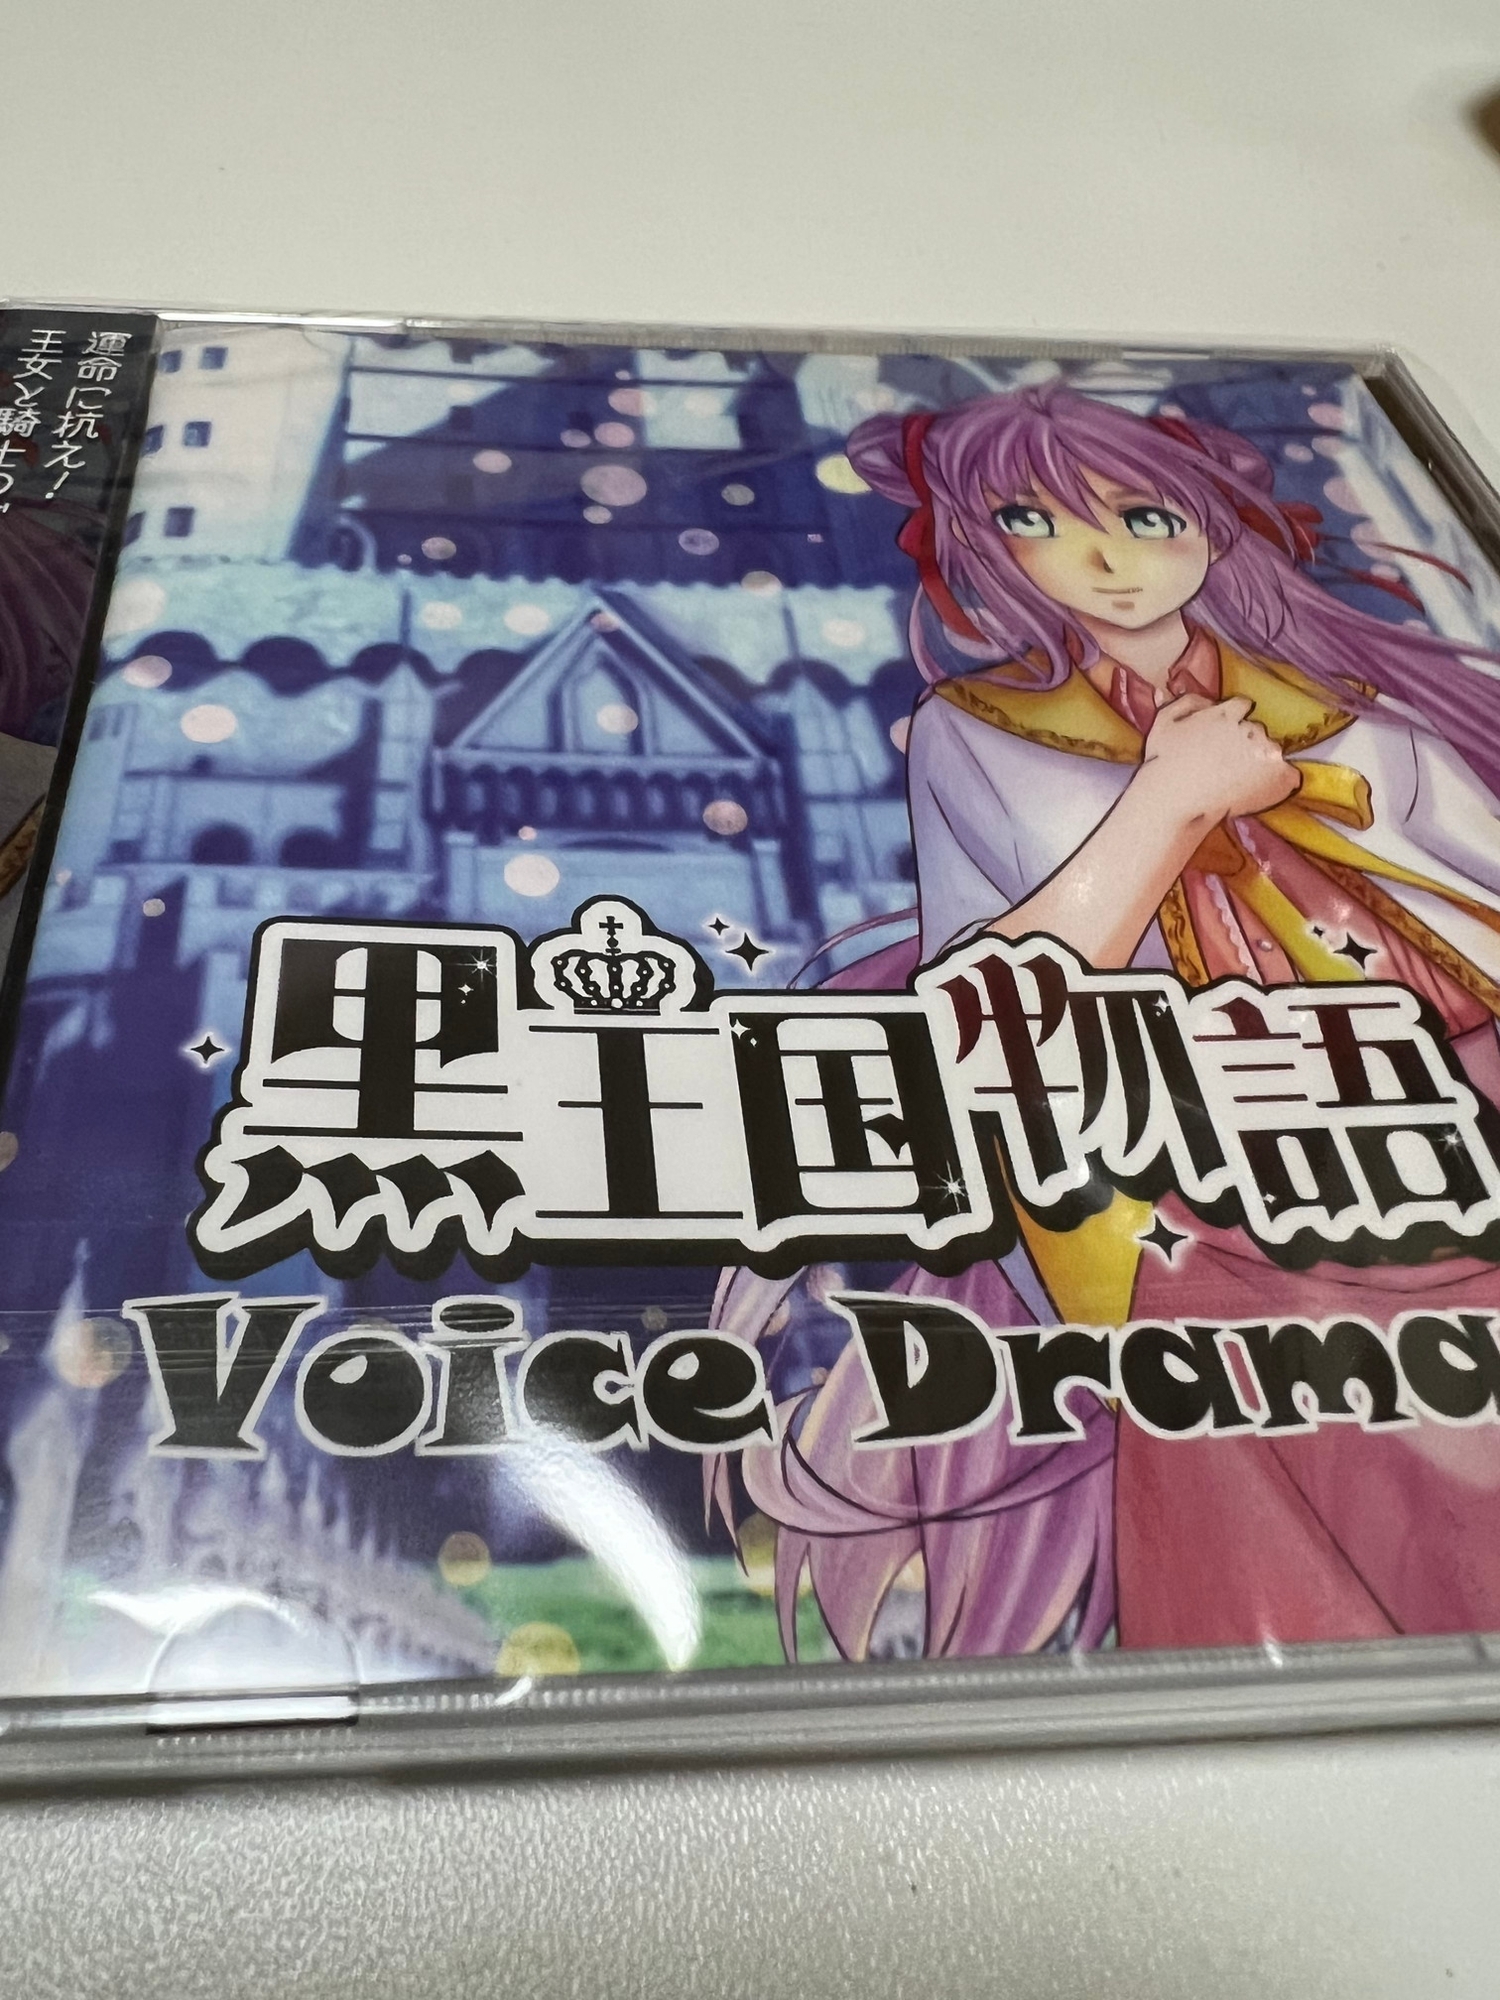 運命に抗え!
王女と騎士の
黒王国物語
Voice Drama